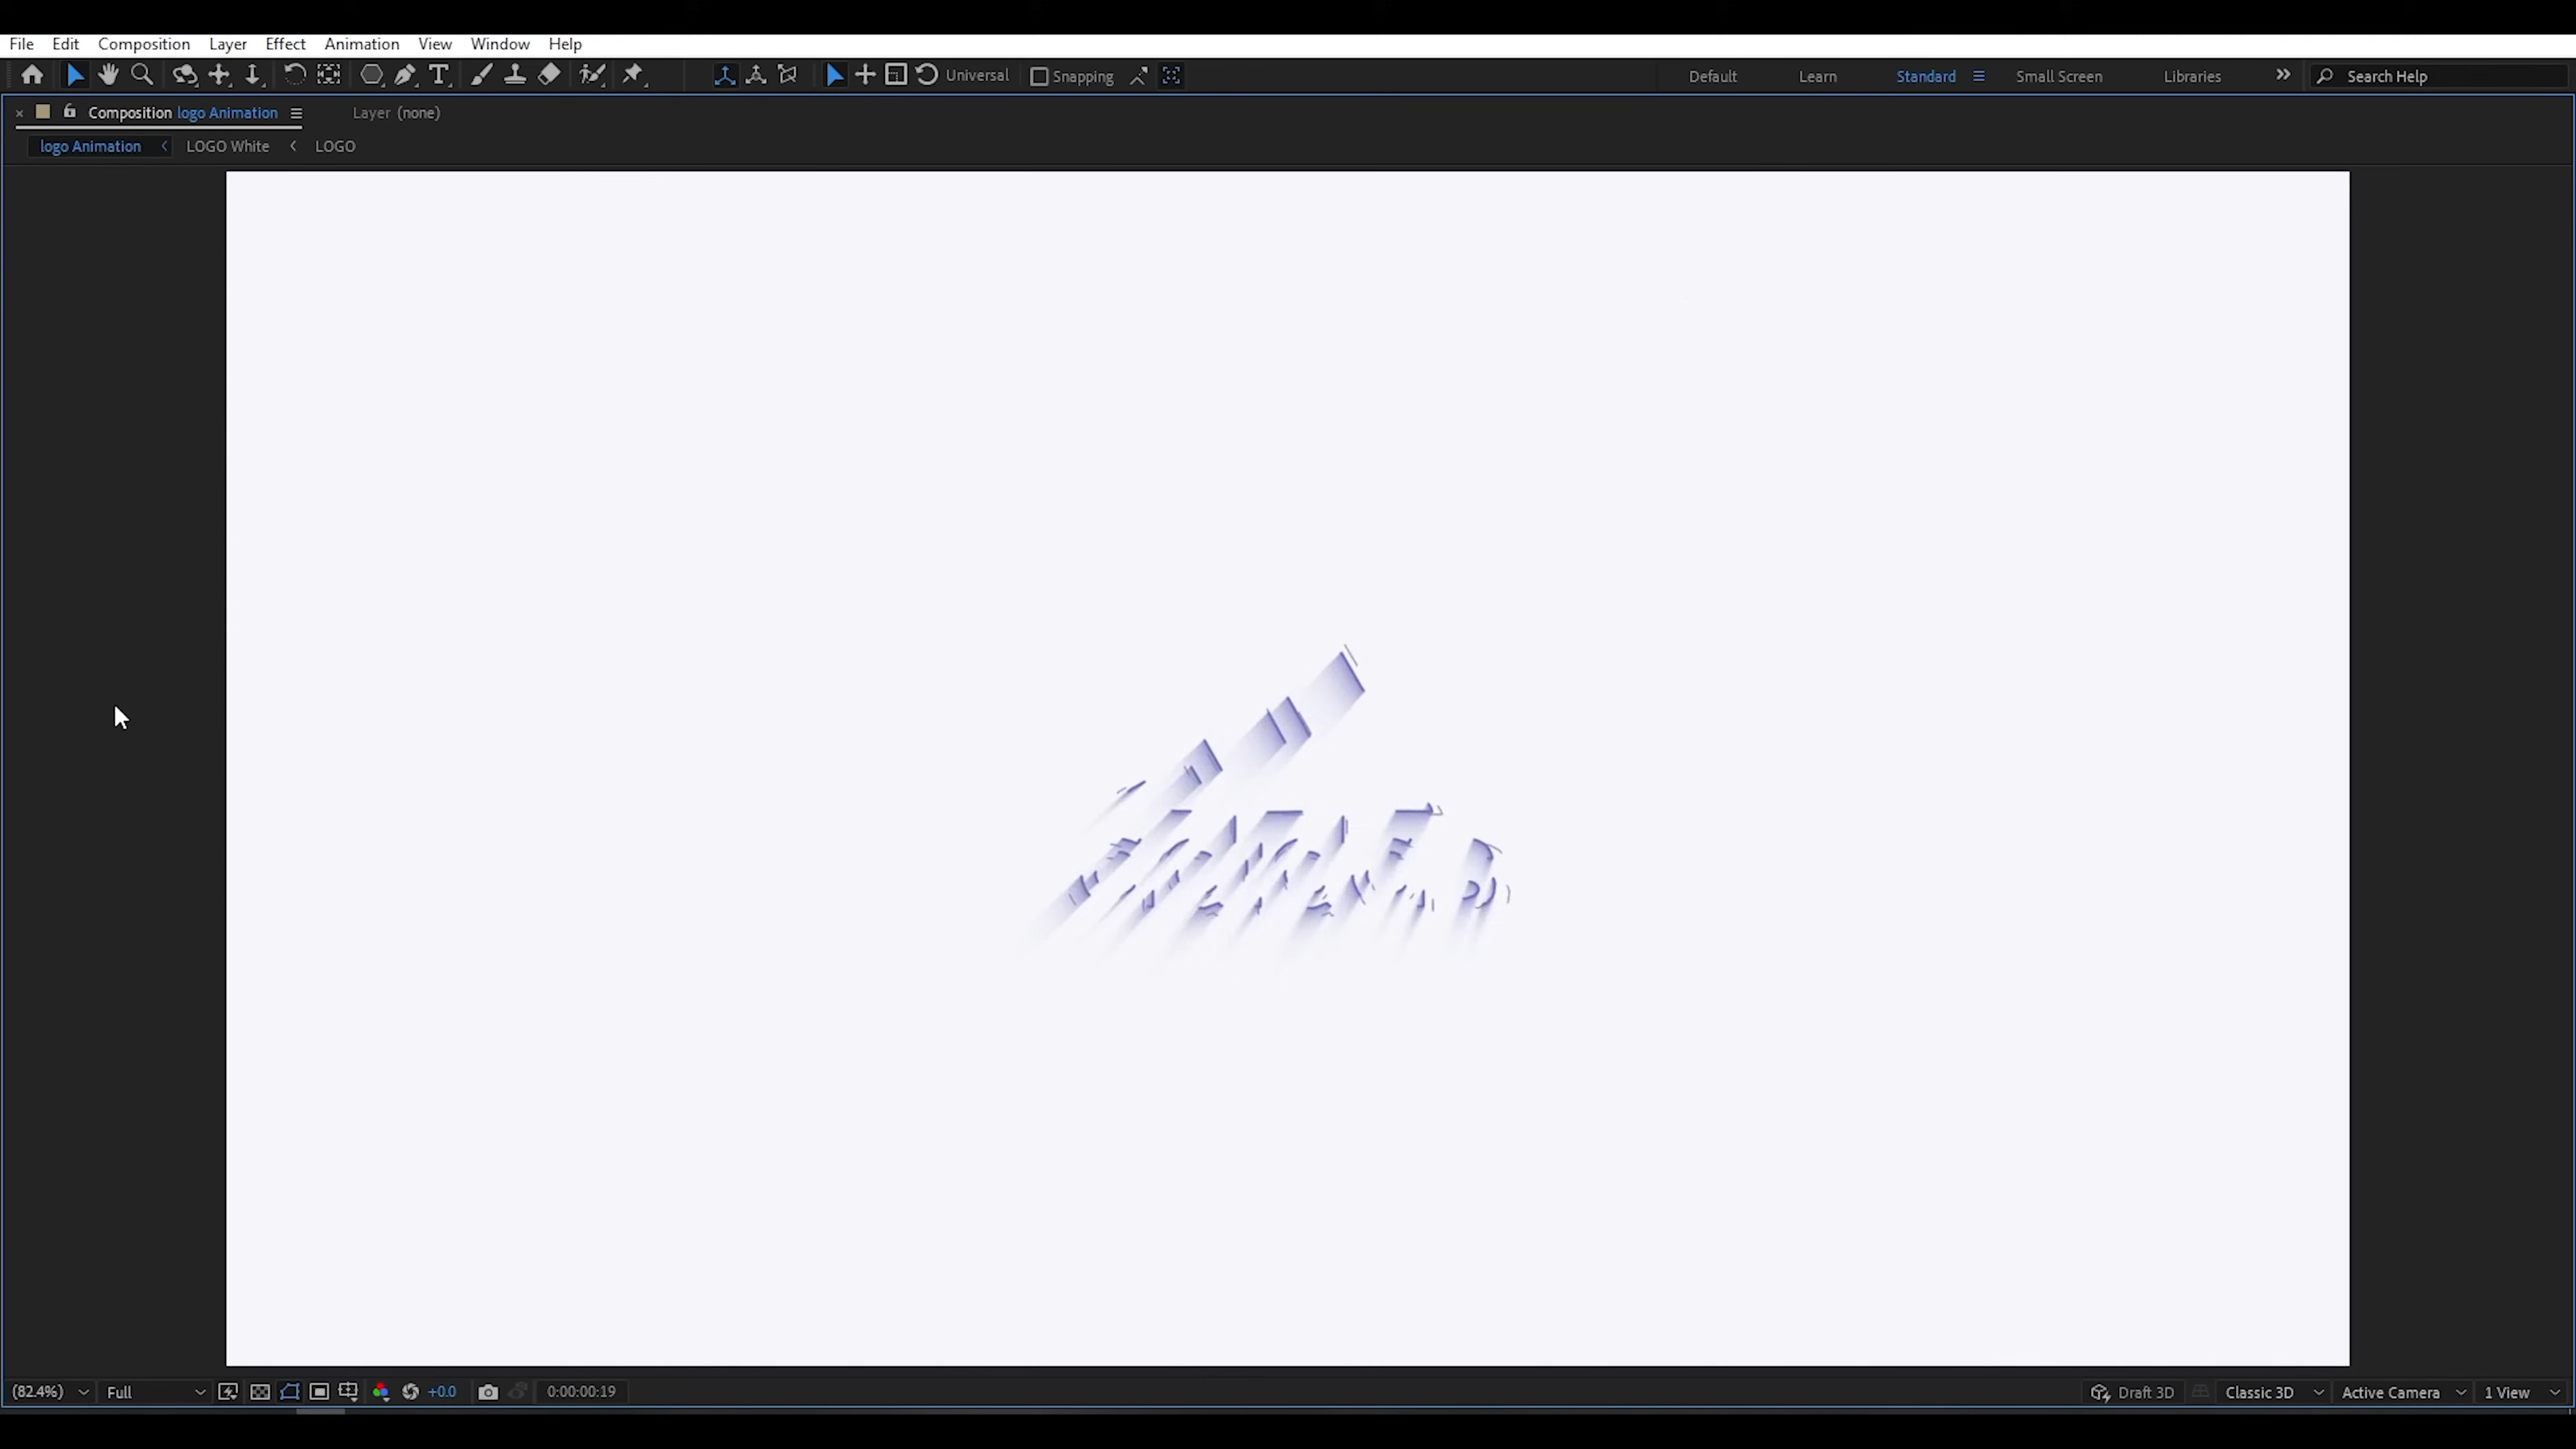 File Edit Composition Layer Effect Animation View Window Help
Universal Snapping Default Learn Standard Small Screen Libraries Search Help
Composition logo Animation Layer (none)
logo Animation LOGO White LOGO
(82.4%) Full +0.0 0:00:00:19 Draft 3D Classic 3D Active Camera 1 View